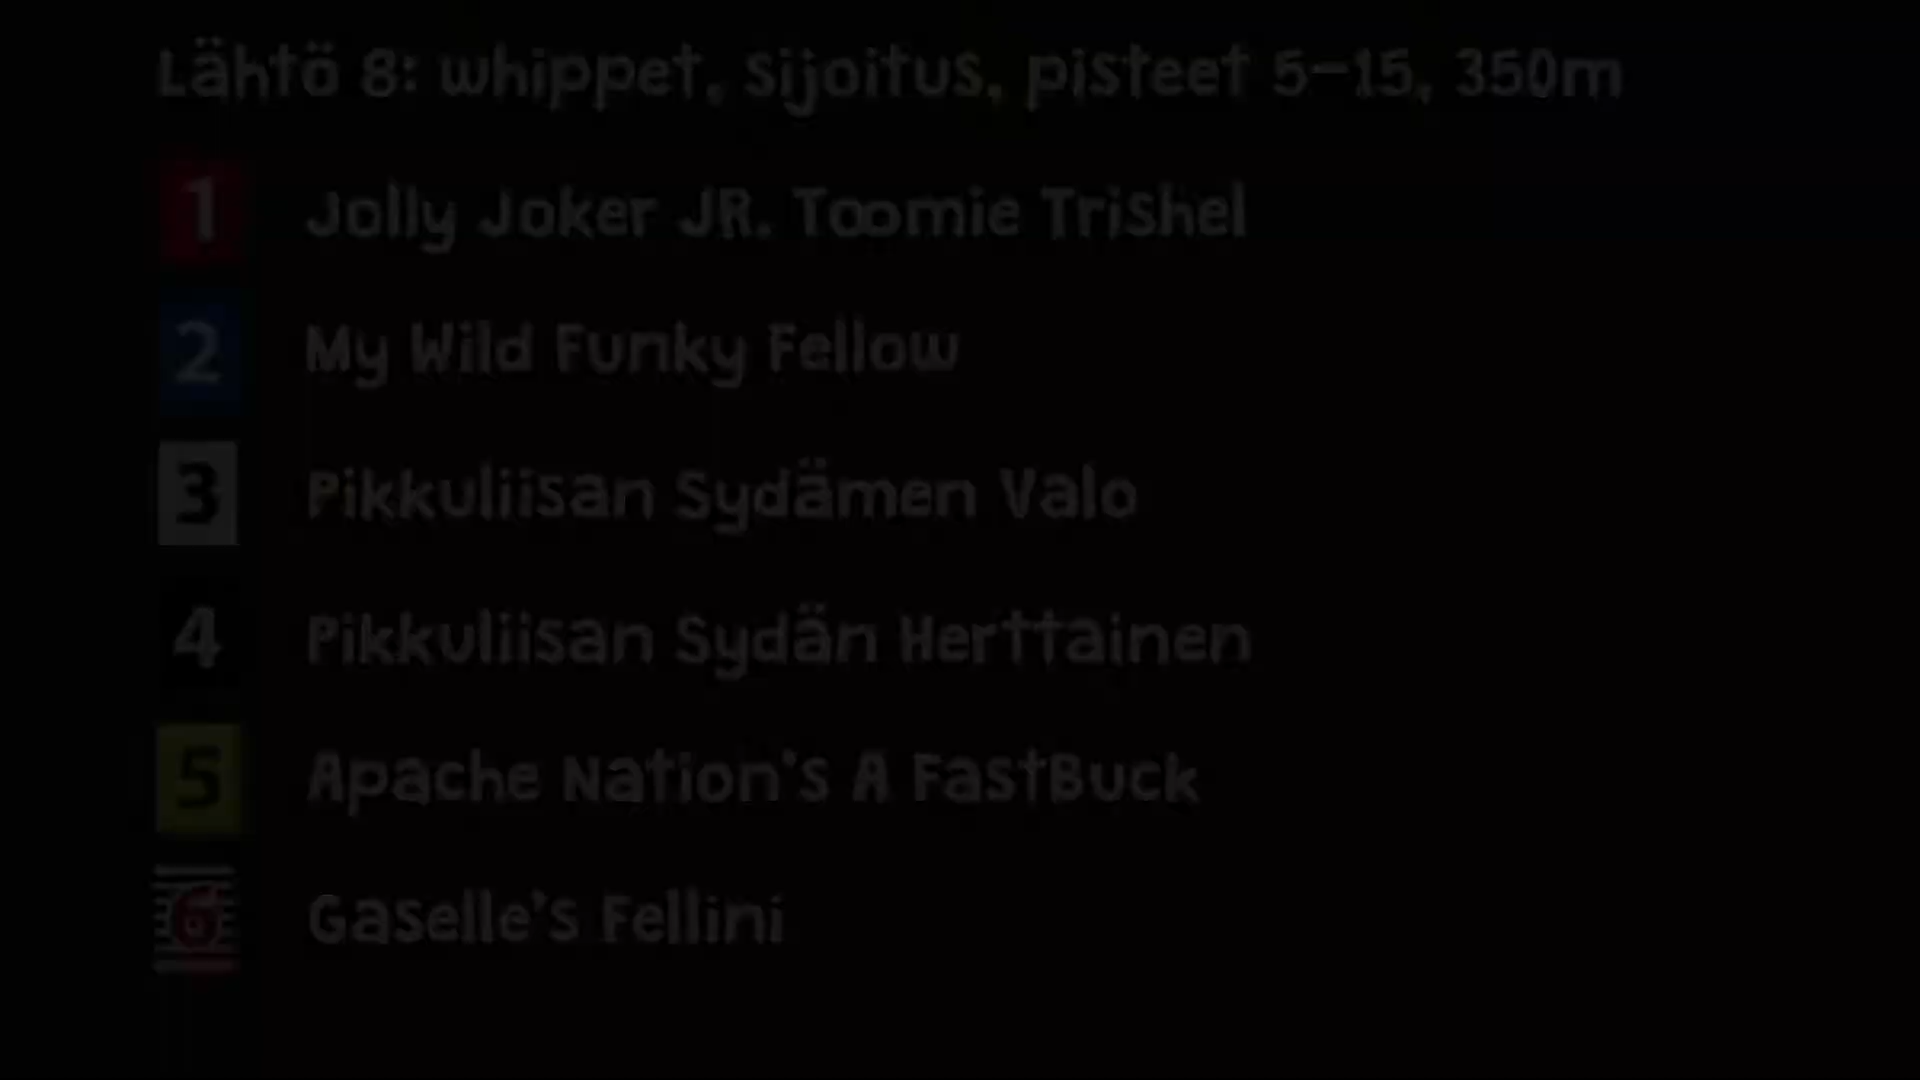 Lähtö 8: whippet, sijoitus, pisteet 5-15, 350m
1 Jolly Joker JR. Toomie Trishel
2 My Wild Funky Fellow
3 Pikkuliisan Sydämen Valo
4 Pikkuliisan Sydän Herttainen
5 Apache Nation's A FastBuck
6 Gaselle's Fellini